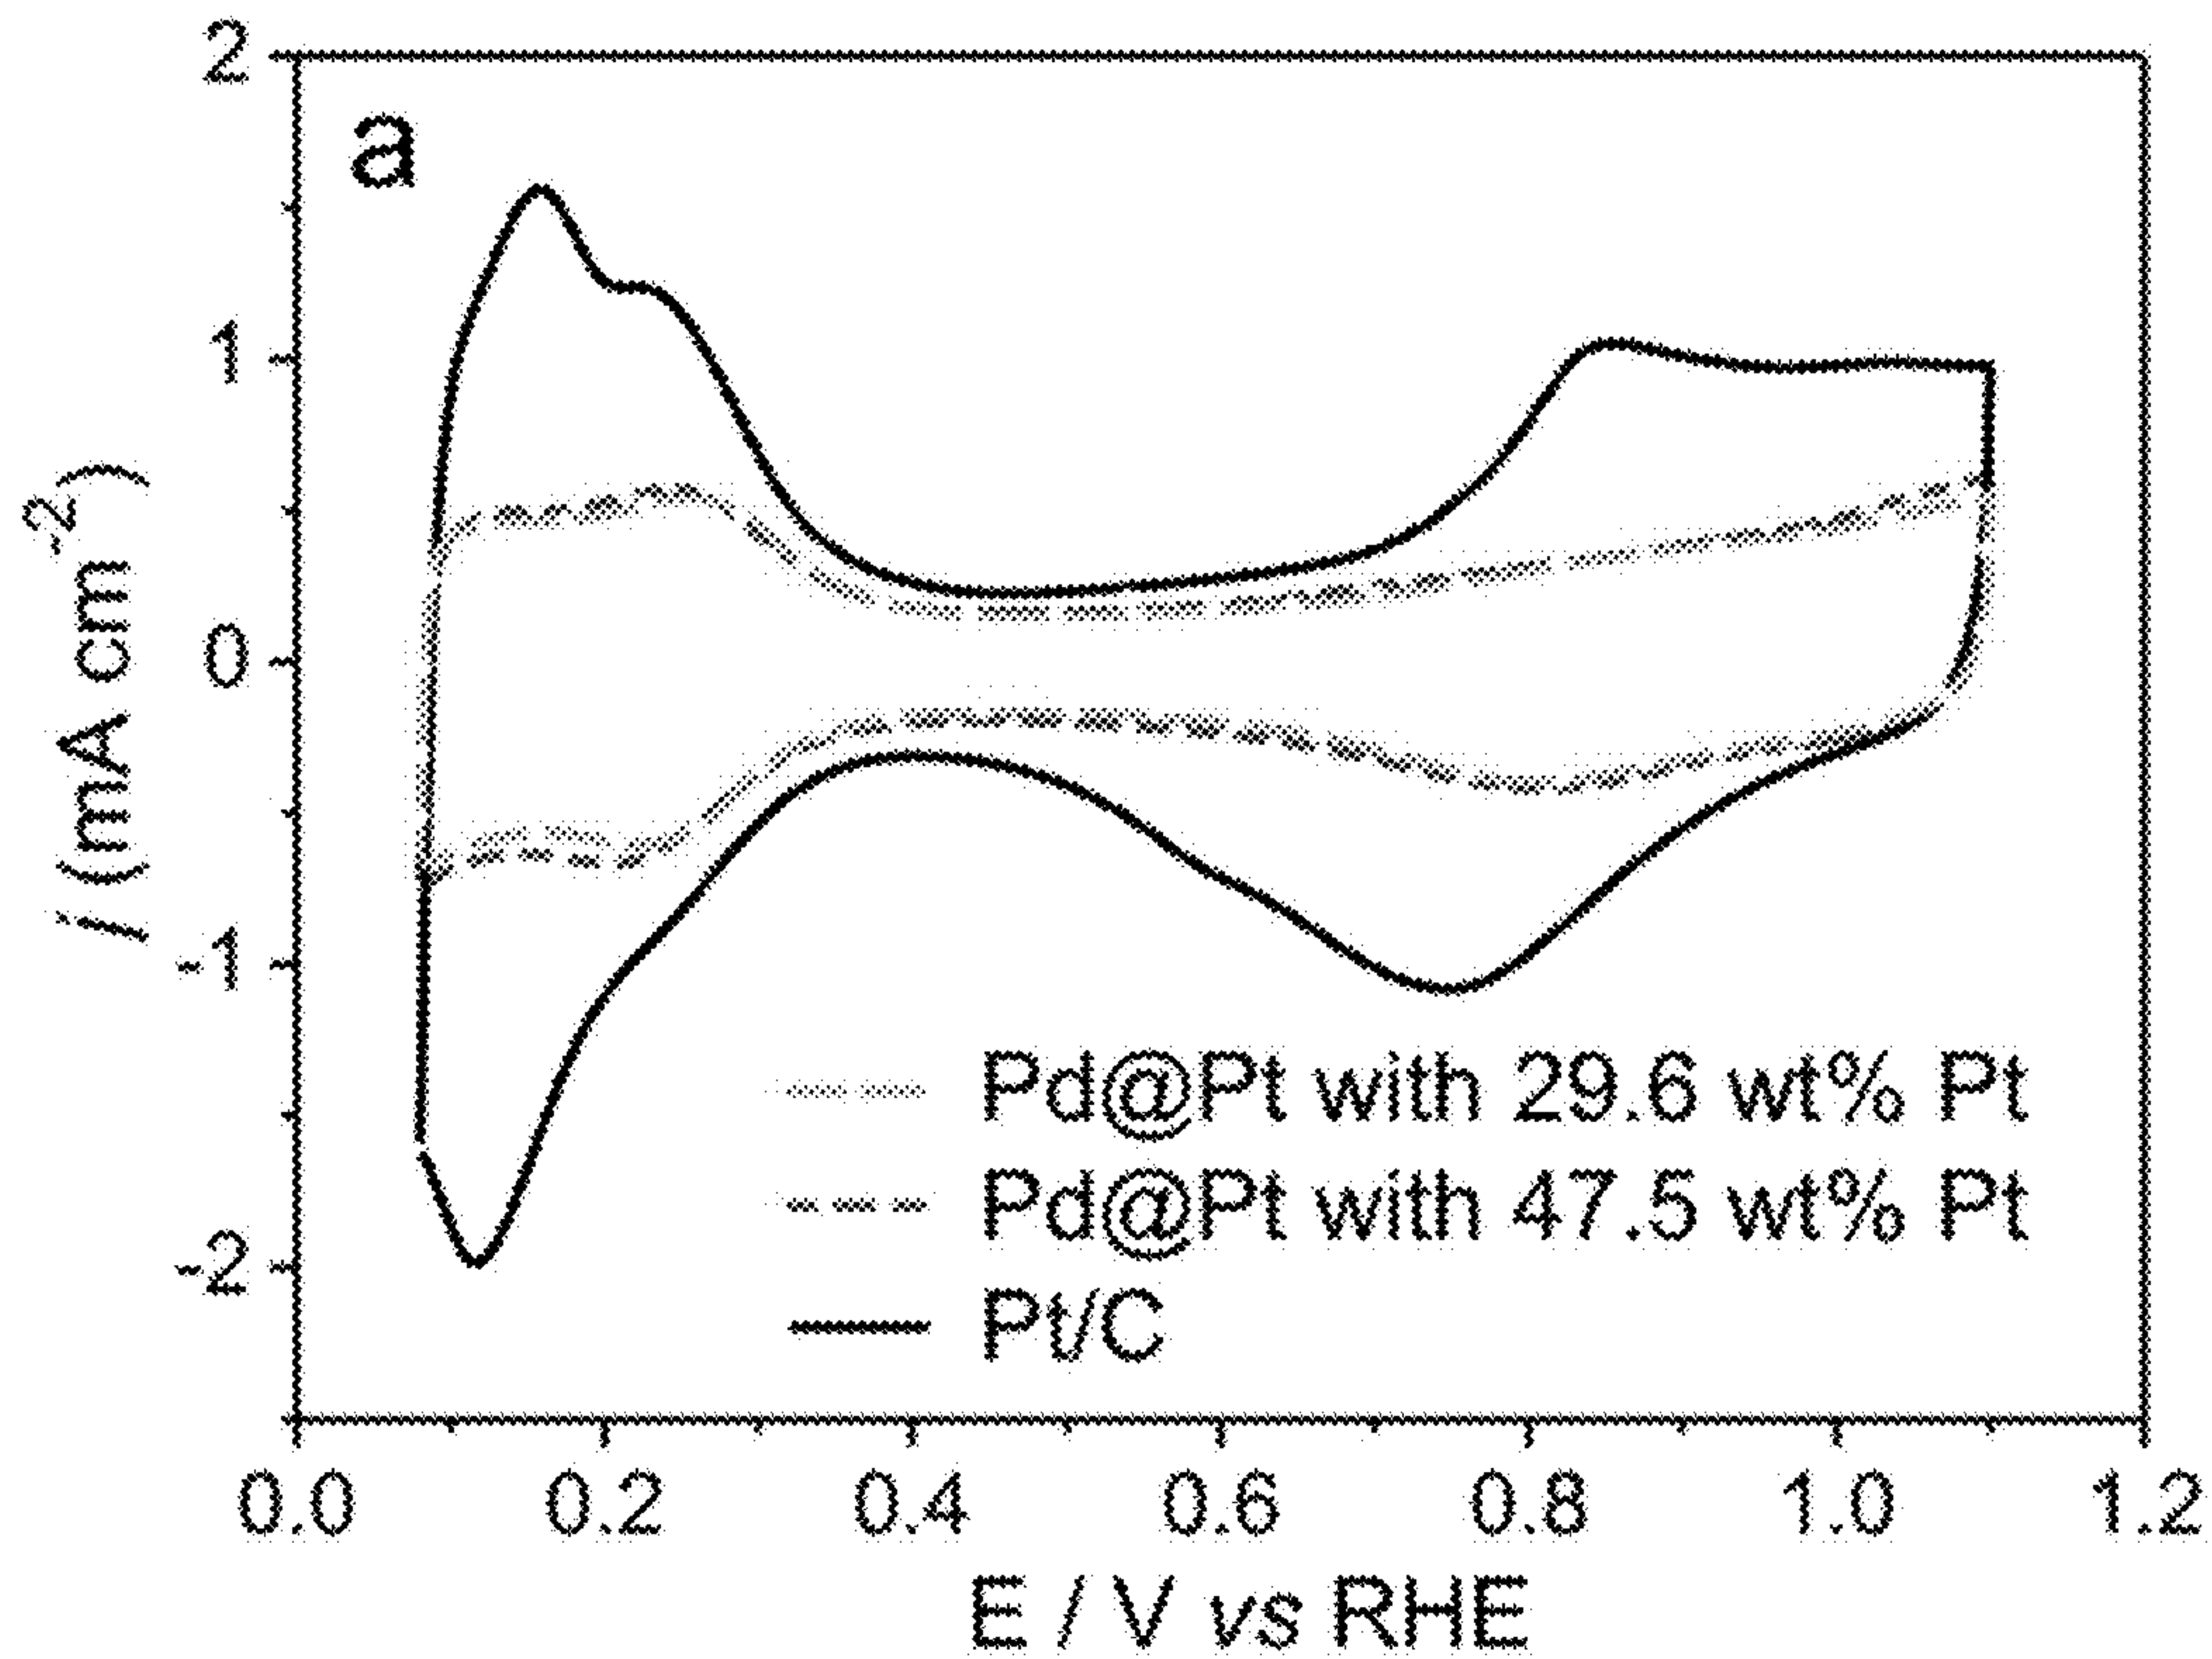 a
2
1
0
-1
-2
j (mA cm-2)
Pd@Pt with 29.6 wt% Pt
Pd@Pt with 47.5 wt% Pt
Pt/C
0.0 0.2 0.4 0.6 0.8 1.0 1.2
E / V vs RHE